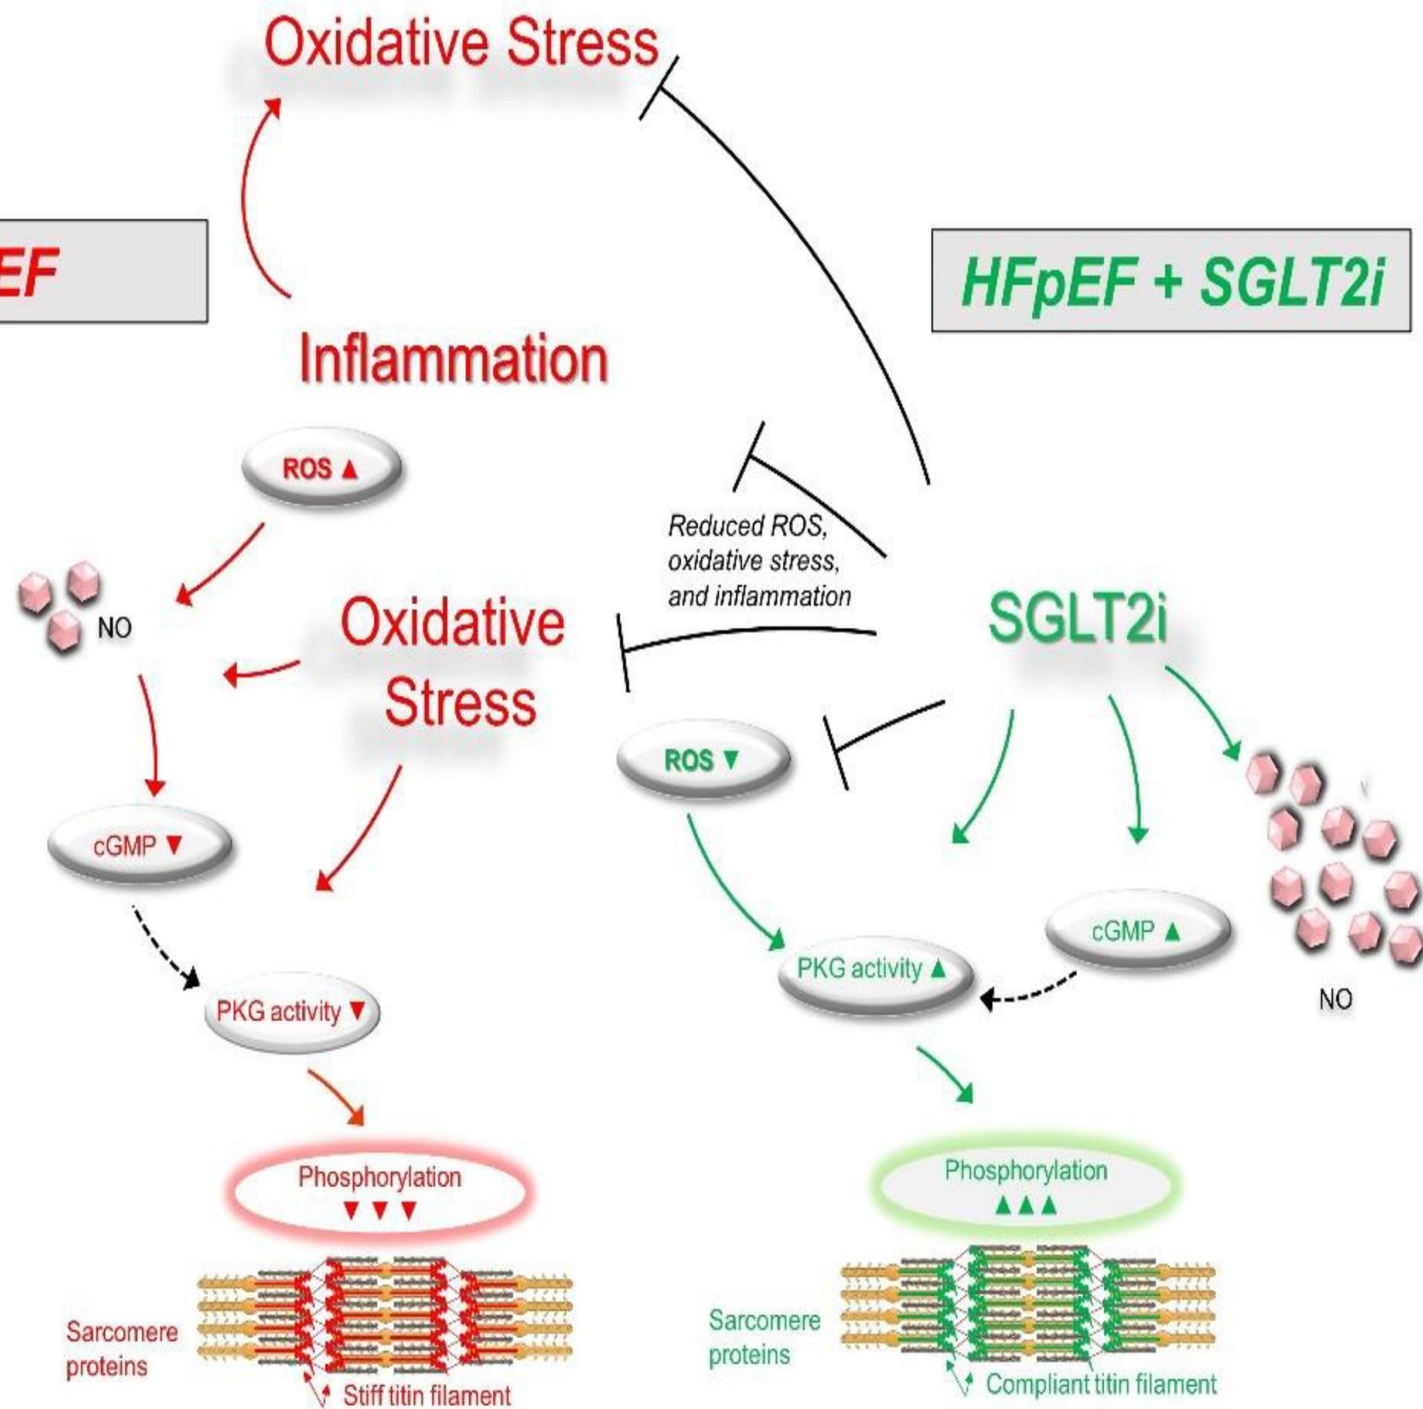 Oxidative Stress
EF
HFpEF + SGLT2i
Inflammation
ROS ▲
Reduced ROS,
oxidative stress,
and inflammation
NO
Oxidative
Stress
SGLT2i
ROS ▼
cGMP ▼
cGMP ▲
PKG activity ▲
NO
PKG activity ▼
Phosphorylation
▼ ▼ ▼
Phosphorylation
▲ ▲ ▲
Sarcomere
proteins
Stiff titin filament
Sarcomere
proteins
Compliant titin filament